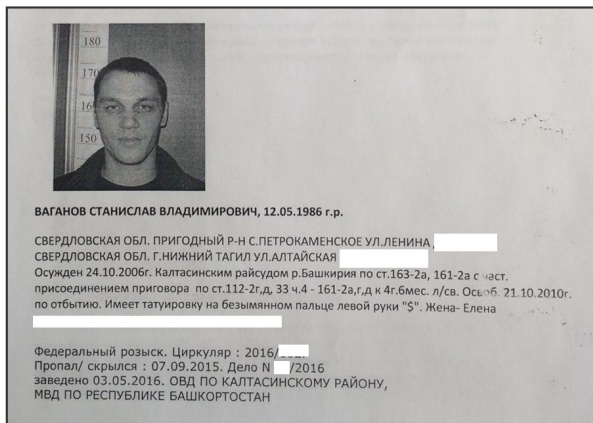 180
170
160
150
ВАГАНОВ СТАНИСЛАВ ВЛАДИМИРОВИЧ, 12.05.1986 г.р.
СВЕРДЛОВСКАЯ ОБЛ. ПРИГОДНЫЙ Р-Н С.ПЕТРОКАМЕНСКОЕ УЛ.ЛЕНИНА ,
СВЕРДЛОВСКАЯ ОБЛ. Г.НИЖНИЙ ТАГИЛ УЛ.АЛТАЙСКАЯ
Осужден 24.10.2006г. Калтасинским райсудом р.Башкирия по ст.163-2а, 161-2а с част.
присоединением приговора по ст.112-2г,д, 33 ч.4 - 161-2а,г,д к 4г.6мес. л/св. Освоб. 21.10.2010г.
по отбытию. Имеет татуировку на безымянном пальце левой руки "$". Жена- Елена
Федеральный розыск. Циркуляр : 2016/
Пропал/ скрылся : 07.09.2015. Дело N /2016
заведено 03.05.2016. ОВД ПО КАЛТАСИНСКОМУ РАЙОНУ,
МВД ПО РЕСПУБЛИКЕ БАШКОРТОСТАН